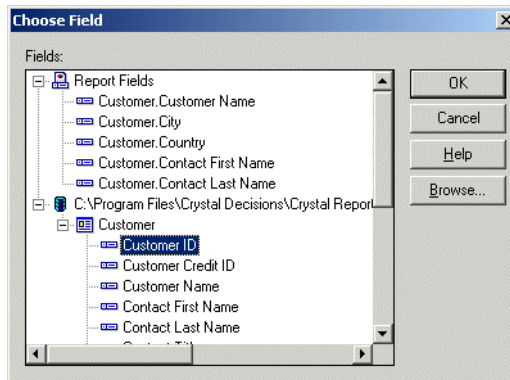 Choose Field
Fields:
Report Fields
Customer.Customer Name
Customer.City
Customer.Country
Customer.Contact First Name
Customer.Contact Last Name
C:\Program Files\Crystal Decisions\Crystal Report
Customer
Customer ID
Customer Credit ID
Customer Name
Contact First Name
Contact Last Name
OK
Cancel
Help
Browse...